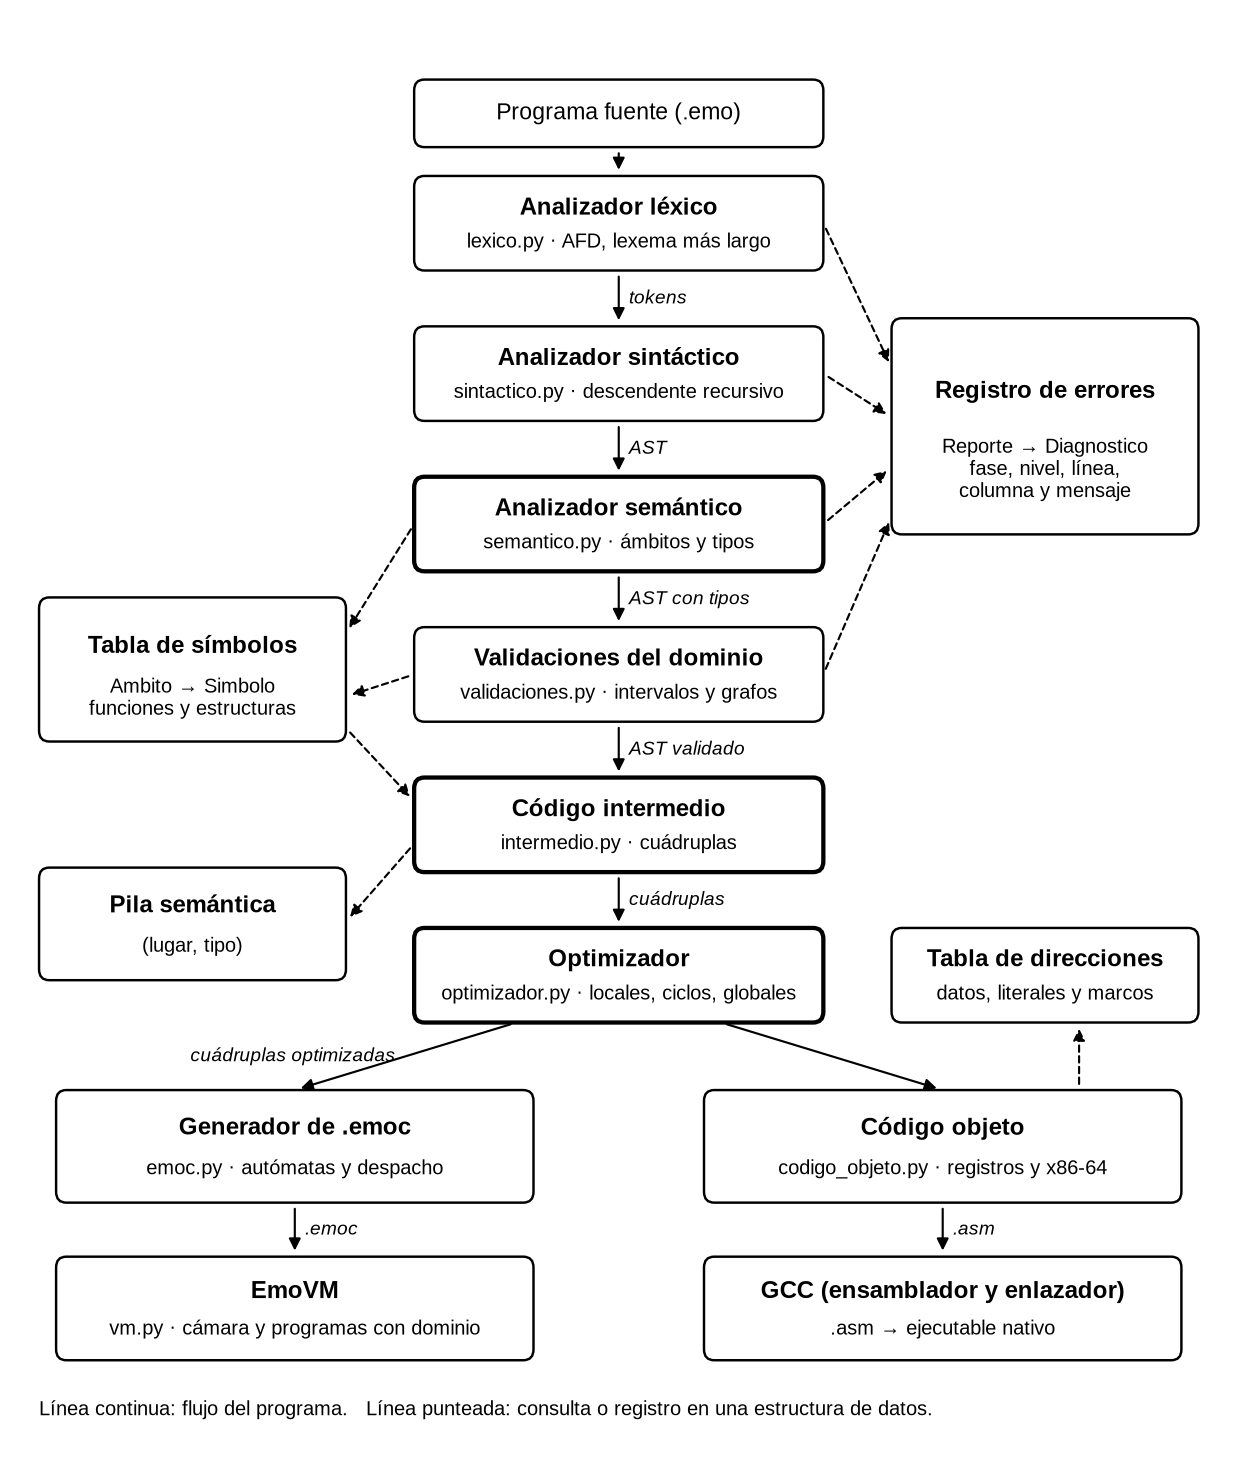 Programa fuente (.emo)
Analizador léxico
lexico.py · AFD, lexema más largo
tokens
Analizador sintáctico
sintactico.py · descendente recursivo
Registro de errores
Reporte → Diagnostico
fase, nivel, línea,
columna y mensaje
AST
Analizador semántico
semantico.py · ámbitos y tipos
AST con tipos
Tabla de símbolos
Ambito → Simbolo
funciones y estructuras
Validaciones del dominio
validaciones.py · intervalos y grafos
AST validado
Código intermedio
intermedio.py · cuádruplas
Pila semántica
(lugar, tipo)
cuádruplas
Optimizador
optimizador.py · locales, ciclos, globales
Tabla de direcciones
datos, literales y marcos
cuádruplas optimizadas
Generador de .emoc
emoc.py · autómatas y despacho
Código objeto
codigo_objeto.py · registros y x86-64
.emoc
.asm
EmoVM
vm.py · cámara y programas con dominio
GCC (ensamblador y enlazador)
.asm → ejecutable nativo
Línea continua: flujo del programa. Línea punteada: consulta o registro en una estructura de datos.